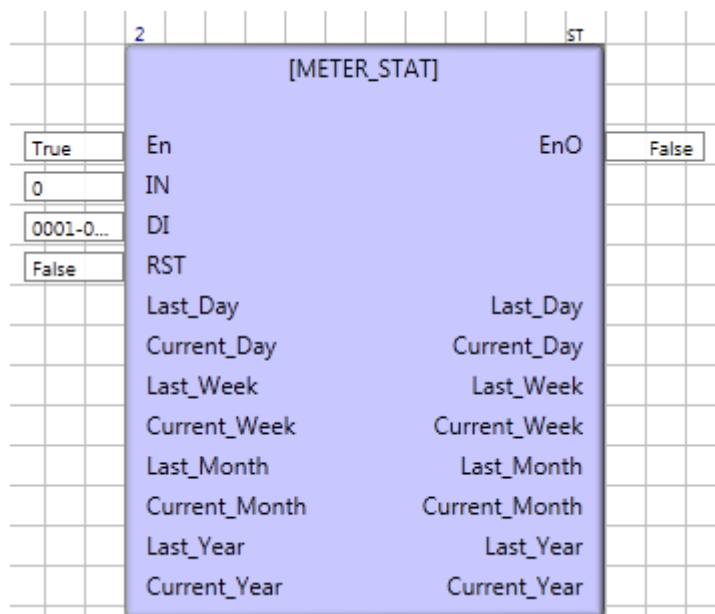 2 ST
[METER_STAT]
True En EnO False
0 IN
0001-0... DI
False RST
Last_Day Last_Day
Current_Day Current_Day
Last_Week Last_Week
Current_Week Current_Week
Last_Month Last_Month
Current_Month Current_Month
Last_Year Last_Year
Current_Year Current_Year